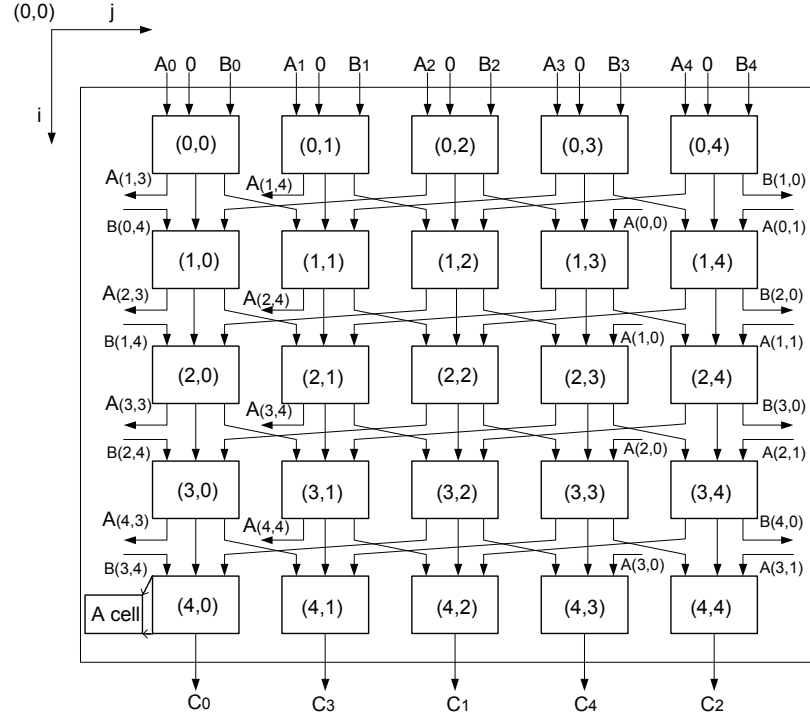 (0,0) j
A0 0 B0 A1 0 B1 A2 0 B2 A3 0 B3 A4 0 B4
i
(0,0) (0,1) (0,2) (0,3) (0,4)
A(1,3) A(1,4) B(1,0)
B(0,4) A(0,0) A(0,1)
(1,0) (1,1) (1,2) (1,3) (1,4)
A(2,3) A(2,4) B(2,0)
B(1,4) A(1,0) A(1,1)
(2,0) (2,1) (2,2) (2,3) (2,4)
A(3,3) A(3,4) B(3,0)
B(2,4) A(2,0) A(2,1)
(3,0) (3,1) (3,2) (3,3) (3,4)
A(4,3) A(4,4) B(4,0)
B(3,4) A(3,0) A(3,1)
A cell (4,0) (4,1) (4,2) (4,3) (4,4)
C0 C3 C1 C4 C2